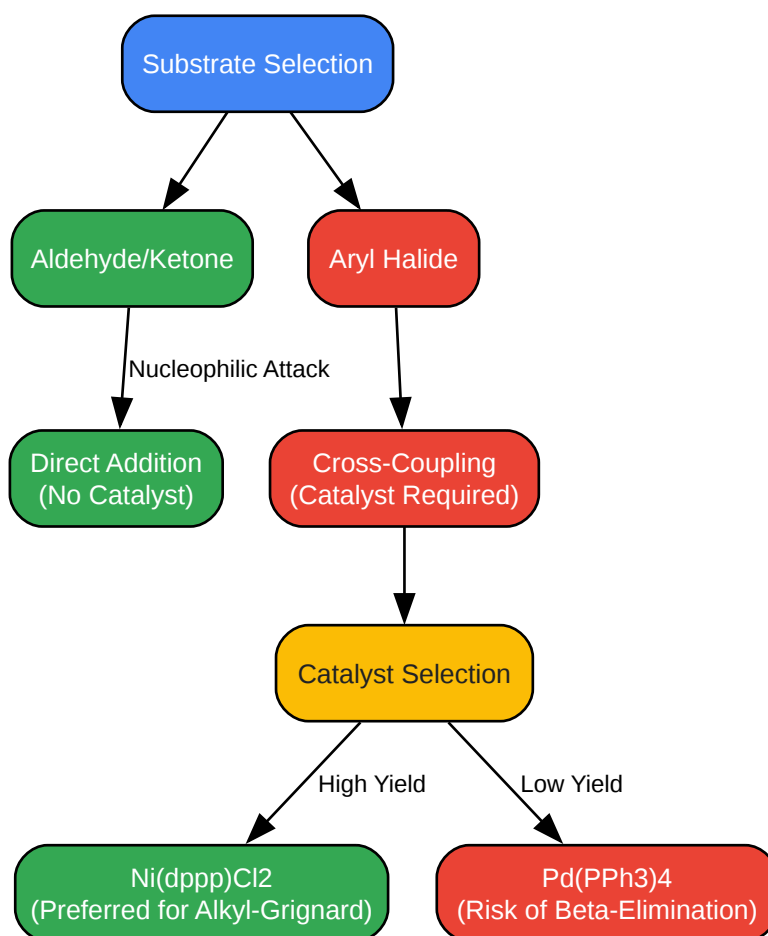 Substrate Selection
Aldehyde/Ketone
Aryl Halide
Nucleophilic Attack
Direct Addition
(No Catalyst)
Cross-Coupling
(Catalyst Required)
Catalyst Selection
High Yield
Low Yield
Ni(dppp)Cl2
(Preferred for Alkyl-Grignard)
Pd(PPh3)4
(Risk of Beta-Elimination)